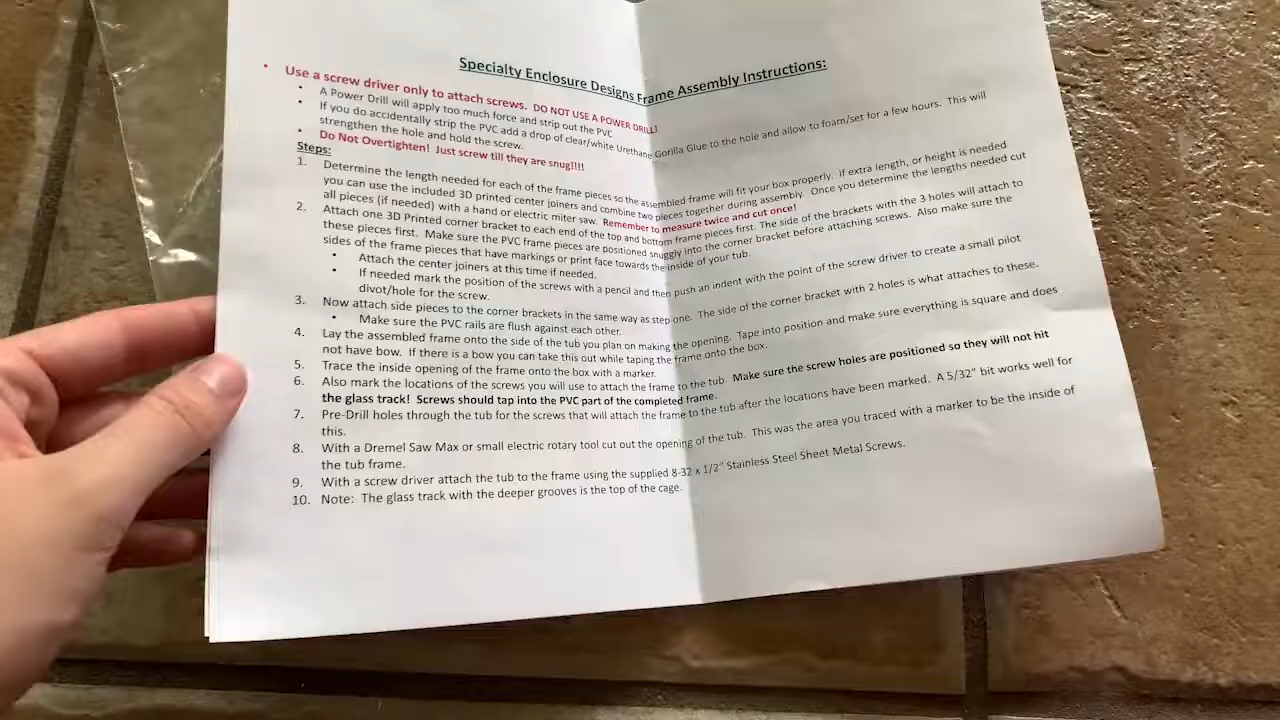 Specialty Enclosure Designs Frame Assembly Instructions:
• Use a screw driver only to attach screws. DO NOT USE A POWER DRILL!
• A Power Drill will apply too much force and strip out the PVC
• If you do accidentally strip the PVC add a drop of clear/white Urethane Gorilla Glue to the hole and allow to foam/set for a few hours. This will
strengthen the hole and hold the screw.
• Do Not Overtighten! Just screw till they are snug!!!!
Steps:
1. Determine the length needed for each of the frame pieces so the assembled frame will fit your box properly. If extra length, or height is needed
you can use the included 3D printed center joiners and combine two pieces together during assembly. Once you determine the lengths needed cut
all pieces (if needed) with a hand or electric miter saw. Remember to measure twice and cut once!
2. Attach one 3D Printed corner bracket to each end of the top and bottom frame pieces first. The side of the brackets with the 3 holes will attach to
these pieces first. Make sure the PVC frame pieces are positioned snuggly into the corner bracket before attaching screws. Also make sure the
sides of the frame pieces that have markings or print face towards the inside of your tub.
• Attach the center joiners at this time if needed.
• If needed mark the position of the screws with a pencil and then push an indent with the point of the screw driver to create a small pilot
divot/hole for the screw.
3. Now attach side pieces to the corner brackets in the same way as step one. The side of the corner bracket with 2 holes is what attaches to these.
• Make sure the PVC rails are flush against each other.
4. Lay the assembled frame onto the side of the tub you plan on making the opening. Tape into position and make sure everything is square and does
not have bow. If there is a bow you can take this out while taping the frame onto the box.
5. Trace the inside opening of the frame onto the box with a marker.
6. Also mark the locations of the screws you will use to attach the frame to the tub. Make sure the screw holes are positioned so they will not hit
the glass track! Screws should tap into the PVC part of the completed frame.
7. Pre-Drill holes through the tub for the screws that will attach the frame to the tub after the locations have been marked. A 5/32" bit works well for
this.
8. With a Dremel Saw Max or small electric rotary tool cut out the opening of the tub. This was the area you traced with a marker to be the inside of
the tub frame.
9. With a screw driver attach the tub to the frame using the supplied 8-32 x 1/2" Stainless Steel Sheet Metal Screws.
10. Note: The glass track with the deeper grooves is the top of the cage.